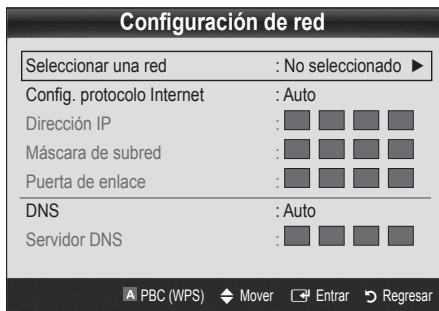 Configuración de red
Seleccionar una red : No seleccionado ►
Config. protocolo Internet : Auto
Dirección IP :
Máscara de subred :
Puerta de enlace :
DNS : Auto
Servidor DNS :
A PBC (WPS) Mover Entrar Regresar